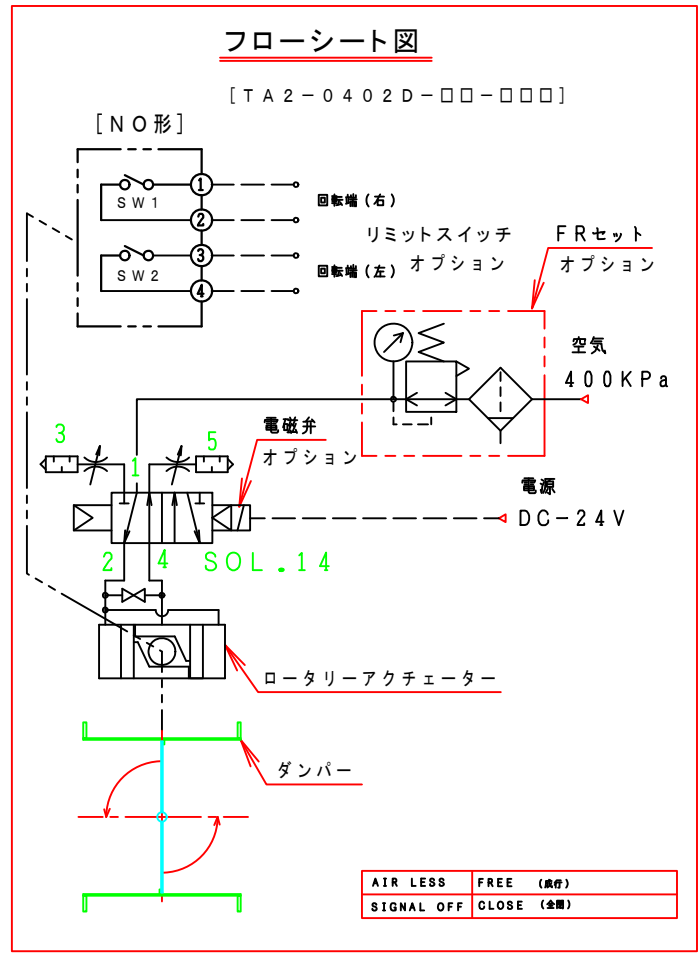 フローシート図
[TA2-0402D-□□-□□□]
[NO形]
1
SW1
2
回転端(右)
3
SW2
4
回転端(左)
リミットスイッチ
オプション
FRセット
オプション
空気
400KPa
電磁弁
オプション
3
1
5
電源
DC-24V
2
4
SOL.14
ロータリーアクチェーター
ダンパー
AIR LESS FREE (成行)
SIGNAL OFF CLOSE (全閉)